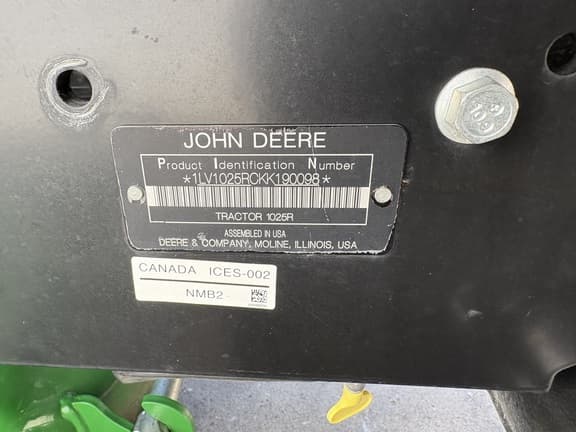 JOHN DEERE
Product Identification Number
*1LV1025RCKK190098*
TRACTOR 1025R
ASSEMBLED IN USA
DEERE & COMPANY, MOLINE, ILLINOIS, USA
CANADA ICES-002
NMB2